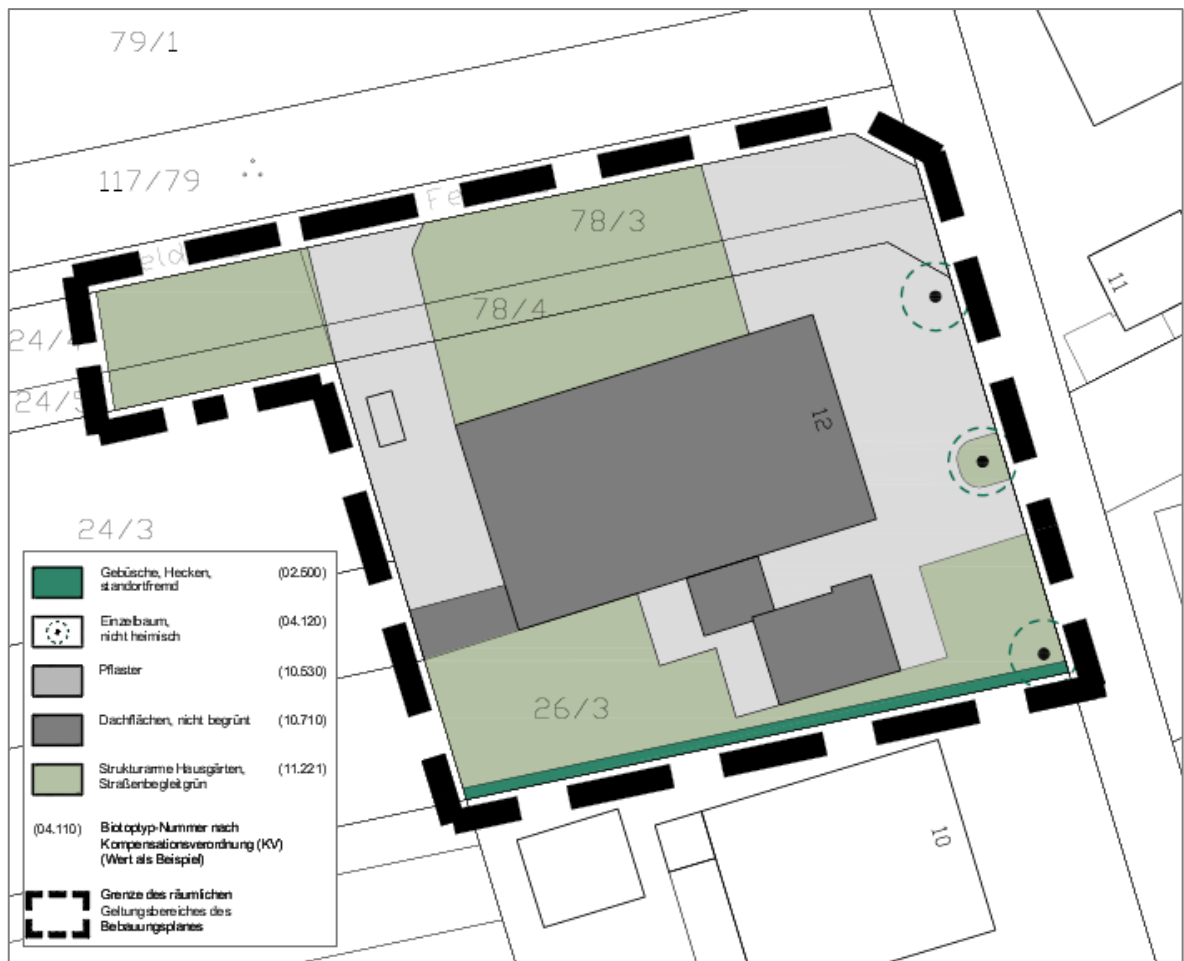 79/1
117/79
Fe
78/3
eld
78/4
11
24/4
24/5
12
24/3
26/3
10
Gebüsche, Hecken, (02.500)
standortfremd
Einzelbaum, (04.120)
nicht heimisch
Pflaster (10.530)
Dachflächen, nicht begrünt (10.710)
Strukturarme Hausgärten, (11.221)
Straßenbegleitgrün
(04.110) Biotoptyp-Nummer nach
Kompensationsverordnung (KV)
(Wert als Beispiel)
Grenze des räumlichen
Geltungsbereiches des
Bebauungsplanes